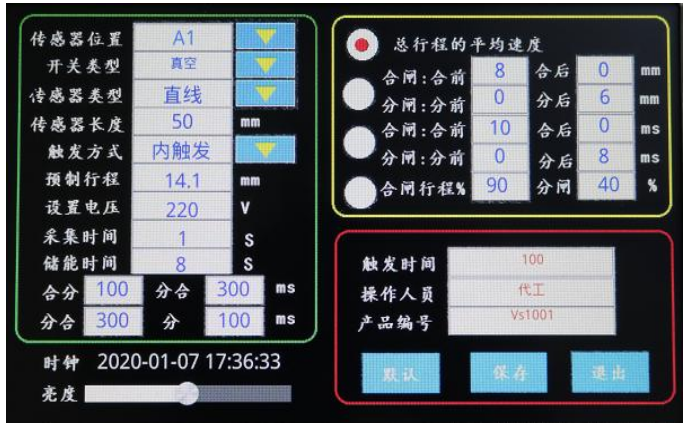 传感器位置 A1
开关类型 真空
传感器类型 直线
传感器长度 50 mm
触发方式 内触发
预制行程 14.1 mm
设置电压 220 V
采集时间 1 S
储能时间 8 S
合分 100 分合 300 ms
分合 300 分 100 ms
时钟 2020-01-07 17:36:33
亮度
总行程的平均速度
合闸:合前 8 合后 0 mm
分闸:分前 0 分后 6 mm
合闸:合前 10 合后 0 ms
分闸:分前 0 分后 8 ms
合闸行程% 90 分闸 40 %
触发时间 100
操作人员 代工
产品编号 Vs1001
默认 保存 退出